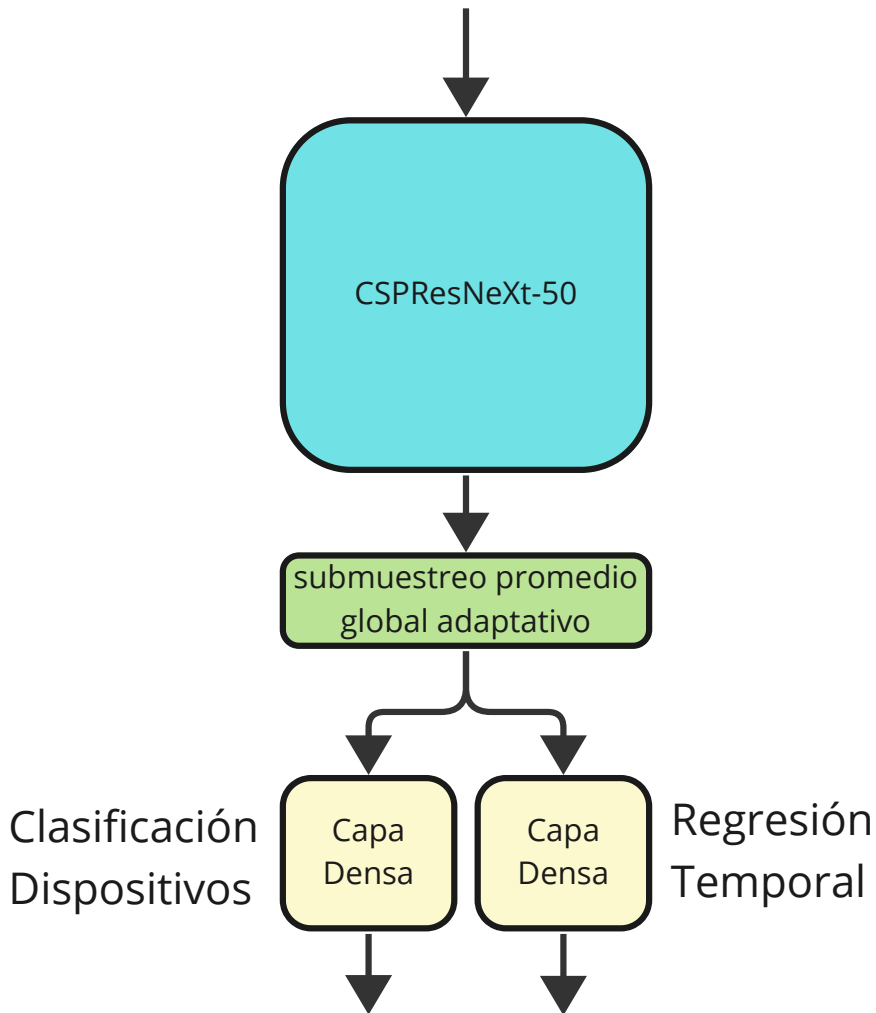 CSPResNeXt-50
submuestreo promedio
global adaptativo
Clasificación
Dispositivos
Capa
Densa
Capa
Densa
Regresión
Temporal